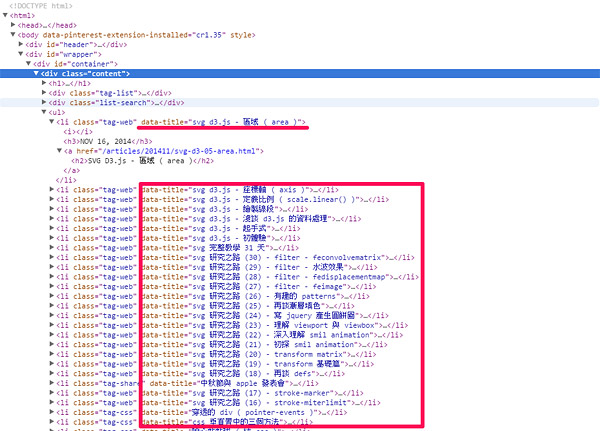 <!DOCTYPE html>
▼<html>
▶<head>…</head>
▼<body data-pinterest-extension-installed="cr1.35" style>
▶<div id="header">…</div>
▼<div id="wrapper">
▼<div id="container">
▼<div class="content">
▶<h1>…</h1>
▶<div class="tag-list">…</div>
▶<div class="list-search">…</div>
▼<ul>
▼<li class="tag-web" data-title="svg d3.js - 區域 ( area )">
<i></i>
<h3>NOV 16, 2014</h3>
▼<a href="/articles/201411/svg-d3-05-area.html">
<h2>SVG D3.js - 區域 ( area )</h2>
</a>
</li>
▶<li class="tag-web" data-title="svg d3.js - 座標軸 ( axis )">…</li>
▶<li class="tag-web" data-title="svg d3.js - 定義比例 ( scale.linear() )">…</li>
▶<li class="tag-web" data-title="svg d3.js - 繪製線段">…</li>
▶<li class="tag-web" data-title="svg d3.js - 淺談 d3.js 的資料處理">…</li>
▶<li class="tag-web" data-title="svg d3.js - 起手式">…</li>
▶<li class="tag-web" data-title="svg d3.js - 初體驗">…</li>
▶<li class="tag-web" data-title="svg 完整教學 31 天">…</li>
▶<li class="tag-web" data-title="svg 研究之路 (30) - filter - feconvolvematrix">…</li>
▶<li class="tag-web" data-title="svg 研究之路 (29) - filter - 水波效果">…</li>
▶<li class="tag-web" data-title="svg 研究之路 (28) - filter - fedisplacementmap">…</li>
▶<li class="tag-web" data-title="svg 研究之路 (27) - filter - feimage">…</li>
▶<li class="tag-web" data-title="svg 研究之路 (26) - 有趣的 patterns">…</li>
▶<li class="tag-web" data-title="svg 研究之路 (25) - 再談漸層填色">…</li>
▶<li class="tag-web" data-title="svg 研究之路 (24) - 寫 jquery 產生圓餅圖">…</li>
▶<li class="tag-web" data-title="svg 研究之路 (23) - 理解 viewport 與 viewbox">…</li>
▶<li class="tag-web" data-title="svg 研究之路 (22) - 深入理解 smil animation">…</li>
▶<li class="tag-web" data-title="svg 研究之路 (21) - 初探 smil animation">…</li>
▶<li class="tag-web" data-title="svg 研究之路 (20) - transform matrix">…</li>
▶<li class="tag-web" data-title="svg 研究之路 (19) - transform 基礎篇">…</li>
▶<li class="tag-web" data-title="svg 研究之路 (18) - 再談 defs">…</li>
▶<li class="tag-share" data-title="中秋節與 apple 發表會">…</li>
▶<li class="tag-web" data-title="svg 研究之路 (17) - stroke-marker">…</li>
▶<li class="tag-web" data-title="svg 研究之路 (16) - stroke-miterlimit">…</li>
▶<li class="tag-css" data-title="穿透的 div ( pointer-events )">…</li>
▶<li class="tag-css" data-title="css 垂直置中的三個方法">…</li>